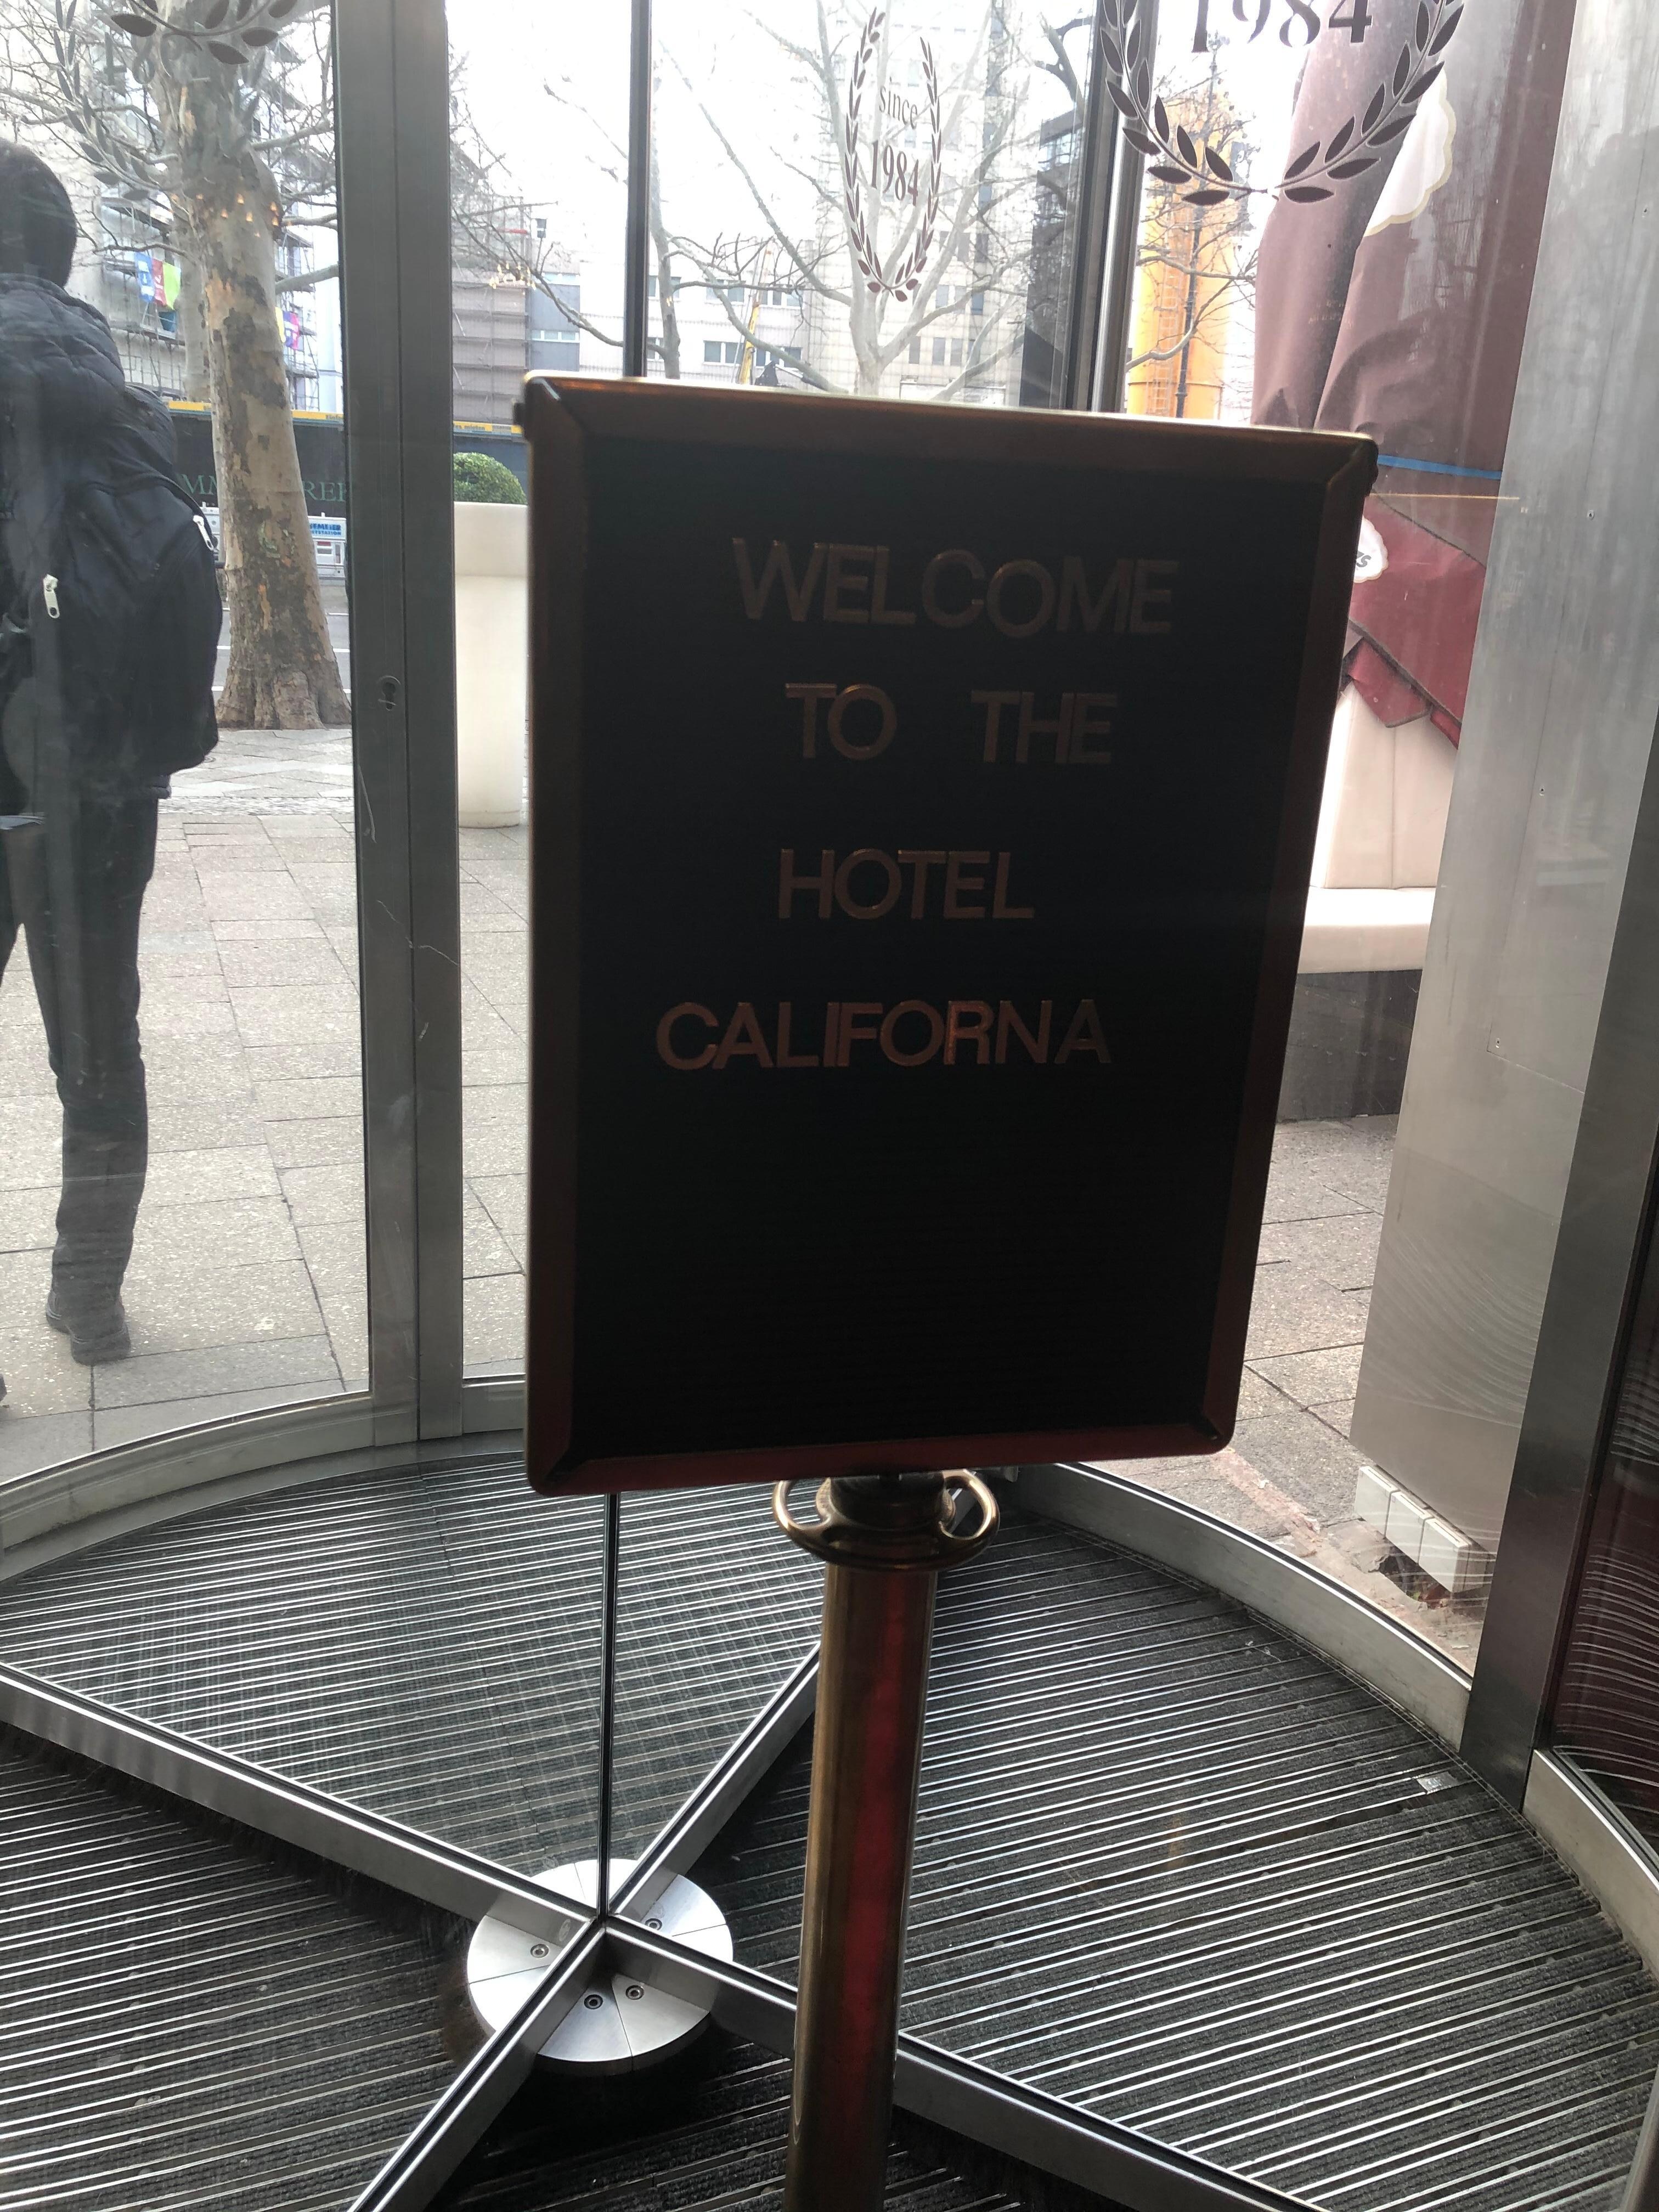 since
1984
1984
WELCOME
TO THE
HOTEL
CALIFORNA